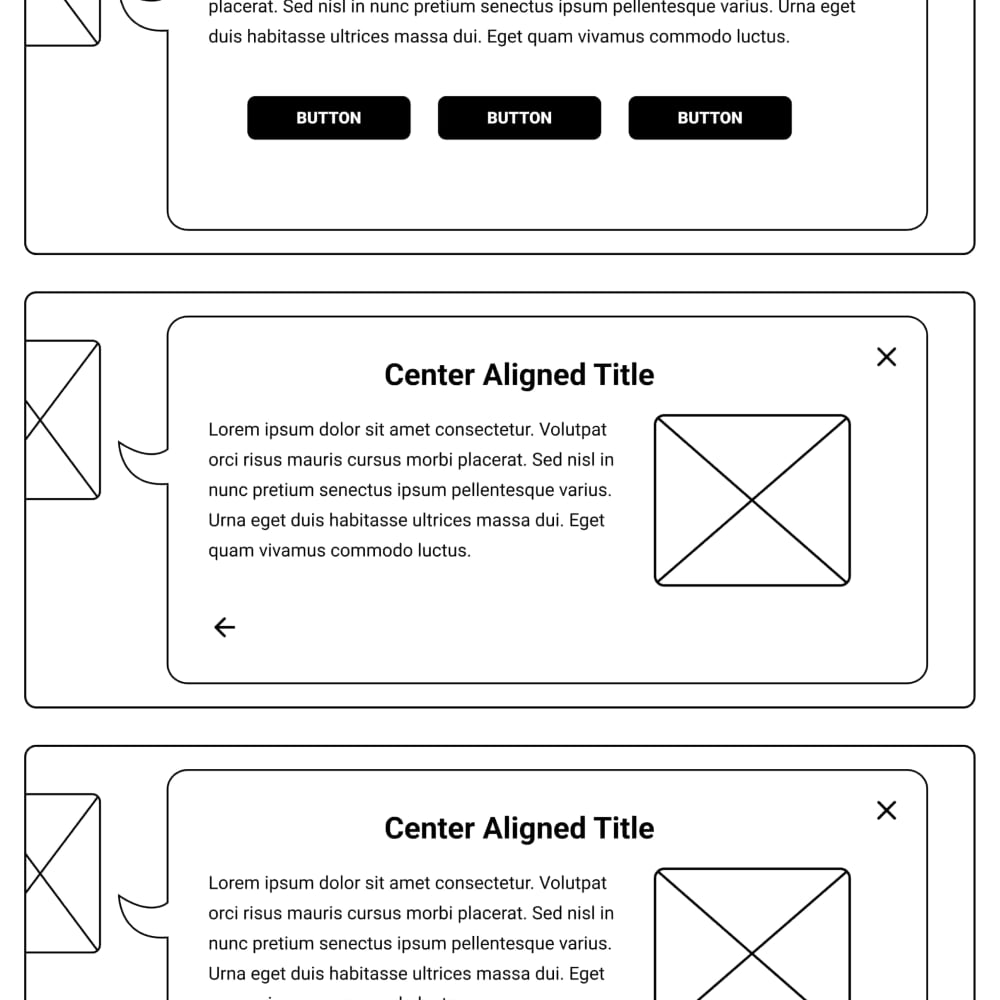 placerat. Sed nisl in nunc pretium senectus ipsum pellentesque varius. Urna eget
duis habitasse ultrices massa dui. Eget quam vivamus commodo luctus.
BUTTON BUTTON BUTTON
Center Aligned Title
Lorem ipsum dolor sit amet consectetur. Volutpat
orci risus mauris cursus morbi placerat. Sed nisl in
nunc pretium senectus ipsum pellentesque varius.
Urna eget duis habitasse ultrices massa dui. Eget
quam vivamus commodo luctus.
Center Aligned Title
Lorem ipsum dolor sit amet consectetur. Volutpat
orci risus mauris cursus morbi placerat. Sed nisl in
nunc pretium senectus ipsum pellentesque varius.
Urna eget duis habitasse ultrices massa dui. Eget